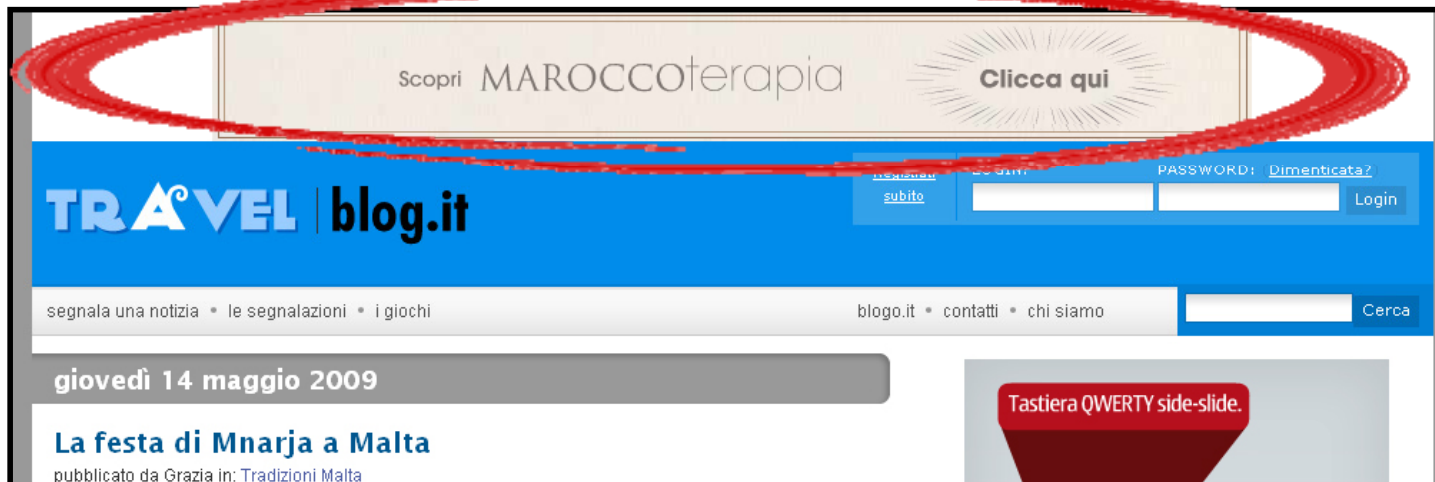 Scopri MAROCCOterapia Clicca qui
TRAVEL blog.it
Registrati
subito
LOGIN:
PASSWORD: (Dimenticata?)
Login
segnala una notizia • le segnalazioni • i giochi
blogo.it • contatti • chi siamo
Cerca
giovedì 14 maggio 2009
Tastiera QWERTY side-slide.
La festa di Mnarja a Malta
pubblicato da Grazia in: Tradizioni Malta